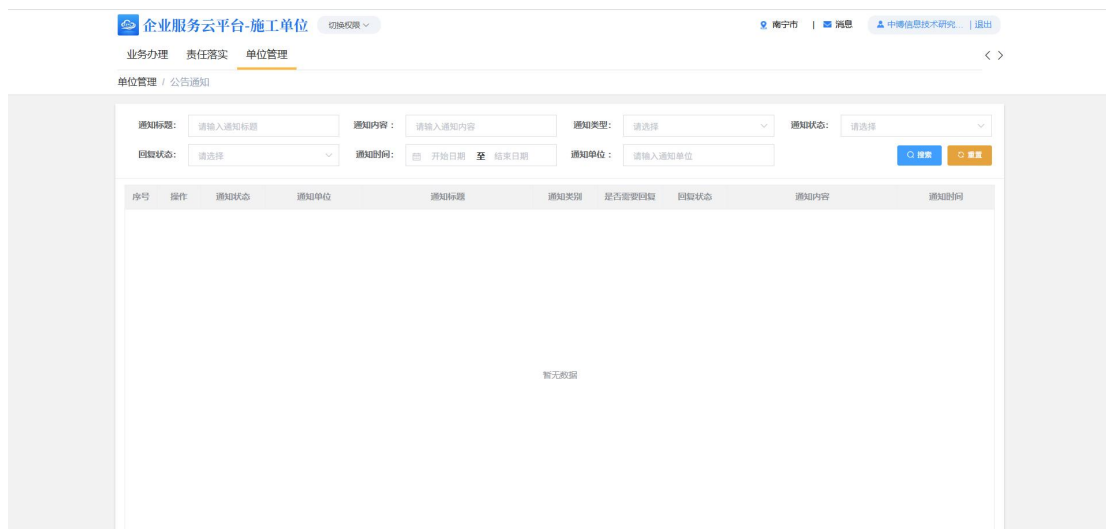 企业服务云平台-施工单位 切换权限 南宁市 | 消息 中博信息技术研究... | 退出
业务办理 责任落实 单位管理 < >
单位管理 / 公告通知
通知标题： 请输入通知标题 通知内容： 请输入通知内容 通知类型： 请选择 通知状态： 请选择
回复状态： 请选择 通知时间： 开始日期 至 结束日期 通知单位： 请输入通知单位 搜索 重置
序号 操作 通知状态 通知单位 通知标题 通知类别 是否需要回复 回复状态 通知内容 通知时间
暂无数据